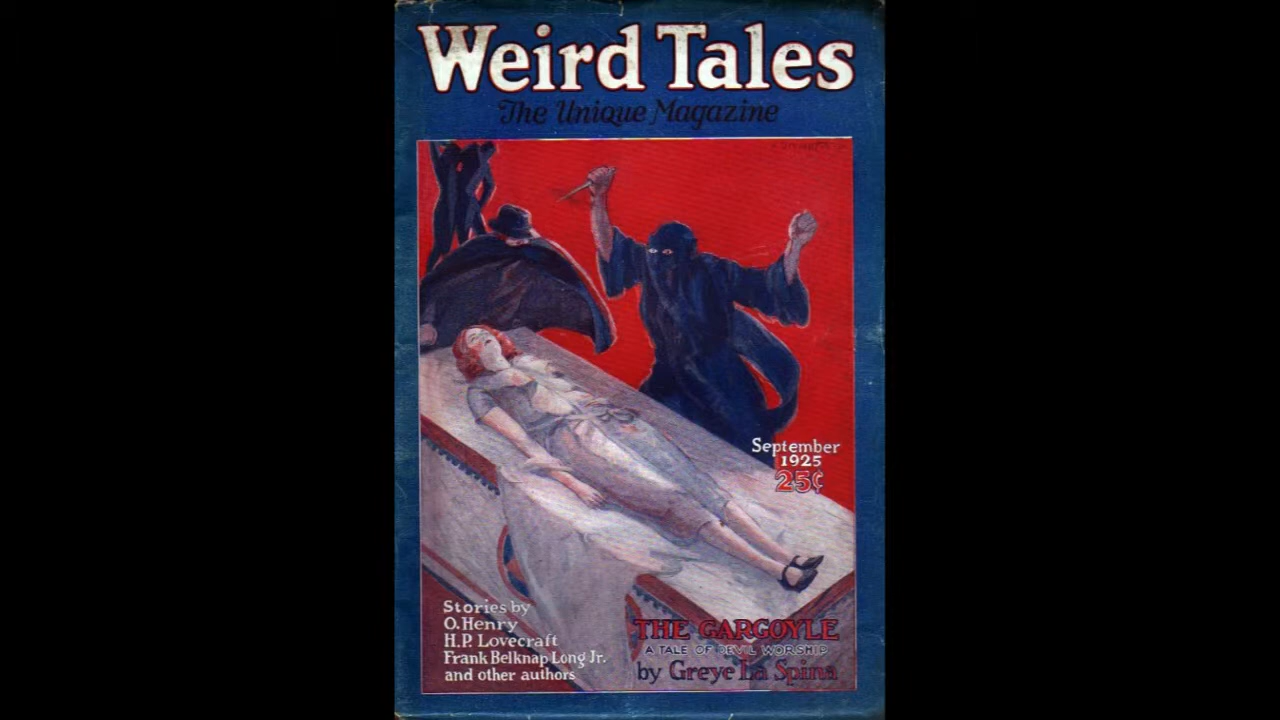 Weird Tales
The Unique Magazine
September
1925
25¢
Stories by
O. Henry
H.P. Lovecraft
Frank Belknap Long Jr.
and other authors
THE GARGOYLE
A TALE OF DEVIL WORSHIP
by Greye La Spina